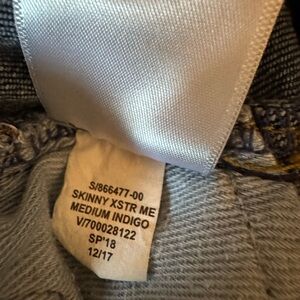 S/866477-00
SKINNY XSTR ME
MEDIUM INDIGO
V/700028122
SP'18
12/17